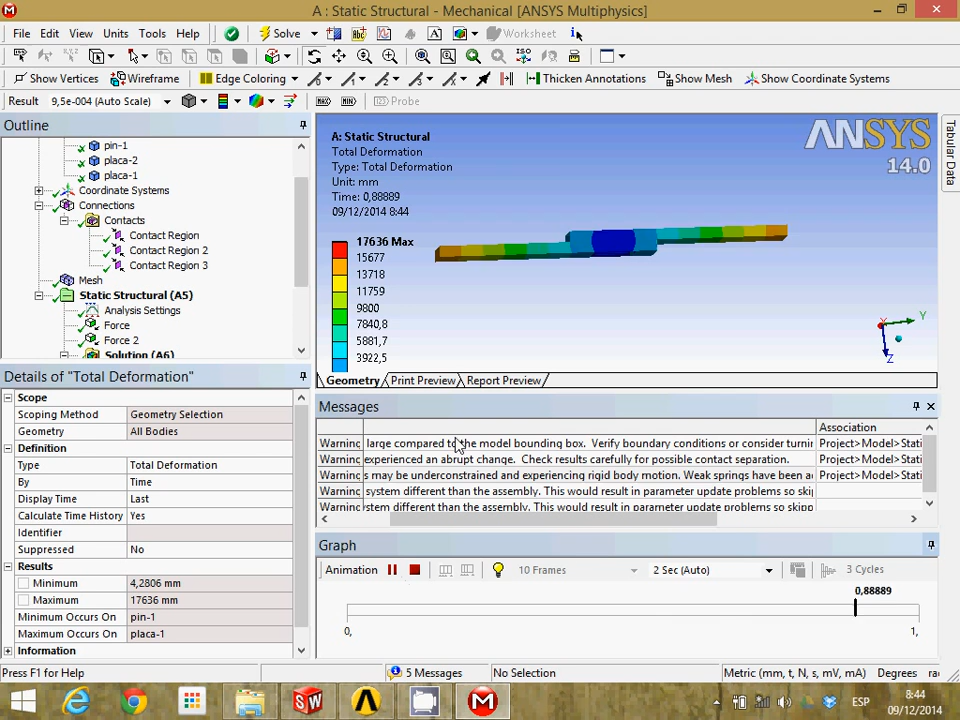 A : Static Structural - Mechanical [ANSYS Multiphysics]
File Edit View Units Tools Help Solve Worksheet
Show Vertices Wireframe Edge Coloring Thicken Annotations Show Mesh Show Coordinate Systems
Result 9,5e-004 (Auto Scale) MAX MIN Probe
Outline
pin-1
placa-2
placa-1
Coordinate Systems
Connections
Contacts
Contact Region
Contact Region 2
Contact Region 3
Mesh
Static Structural (A5)
Analysis Settings
Force
Force 2
Solution (A6)
Details of "Total Deformation"
Scope
Scoping Method Geometry Selection
Geometry All Bodies
Definition
Type Total Deformation
By Time
Display Time Last
Calculate Time History Yes
Identifier
Suppressed No
Results
Minimum 4,2806 mm
Maximum 17636 mm
Minimum Occurs On pin-1
Maximum Occurs On placa-1
Information
A: Static Structural
Total Deformation
Type: Total Deformation
Unit: mm
Time: 0,88889
09/12/2014 8:44
17636 Max
15677
13718
11759
9800
7840,8
5881,7
3922,5
ANSYS
14.0
X
Y
Z
Tabular Data
Geometry Print Preview Report Preview
Messages
Association
Warning large compared to the model bounding box. Verify boundary conditions or consider turnin Project>Model>Stati
Warning experienced an abrupt change. Check results carefully for possible contact separation. Project>Model>Stati
Warning s may be underconstrained and experiencing rigid body motion. Weak springs have been a Project>Model>Stati
Warning system different than the assembly. This would result in parameter update problems so skip
Warning stem different than the assembly. This would result in parameter update problems so skipp
Graph
Animation 10 Frames 2 Sec (Auto) 3 Cycles
0,88889
0, 1,
Press F1 for Help 5 Messages No Selection Metric (mm, t, N, s, mV, mA) Degrees ra
ESP 8:44
09/12/2014